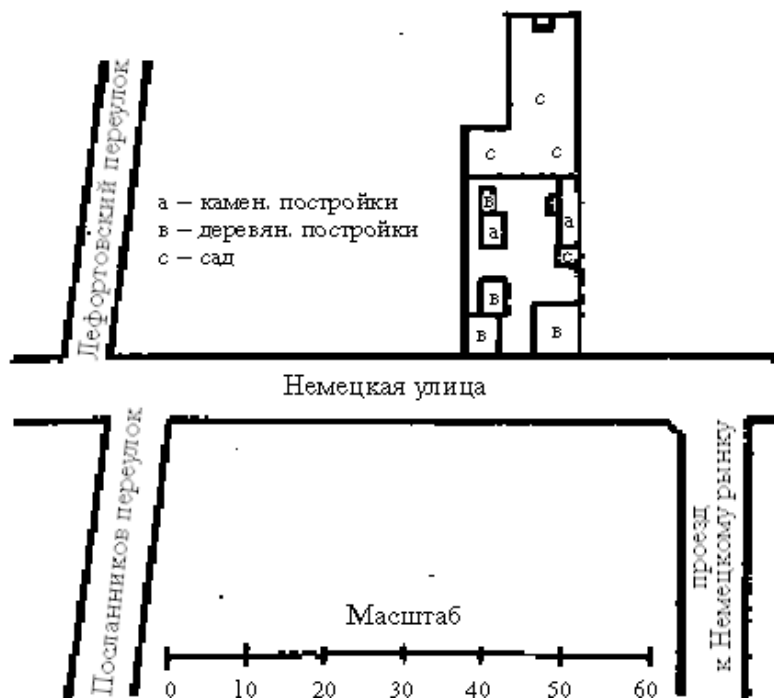 с
с
с
Лефортовский переулок
а – камен. постройки
в – деревян. постройки
с – сад
в
а
а
с
в
в
в
Немецкая улица
Посланников переулок
проезд
к Немецкому рынку
Масштаб
0 10 20 30 40 50 60